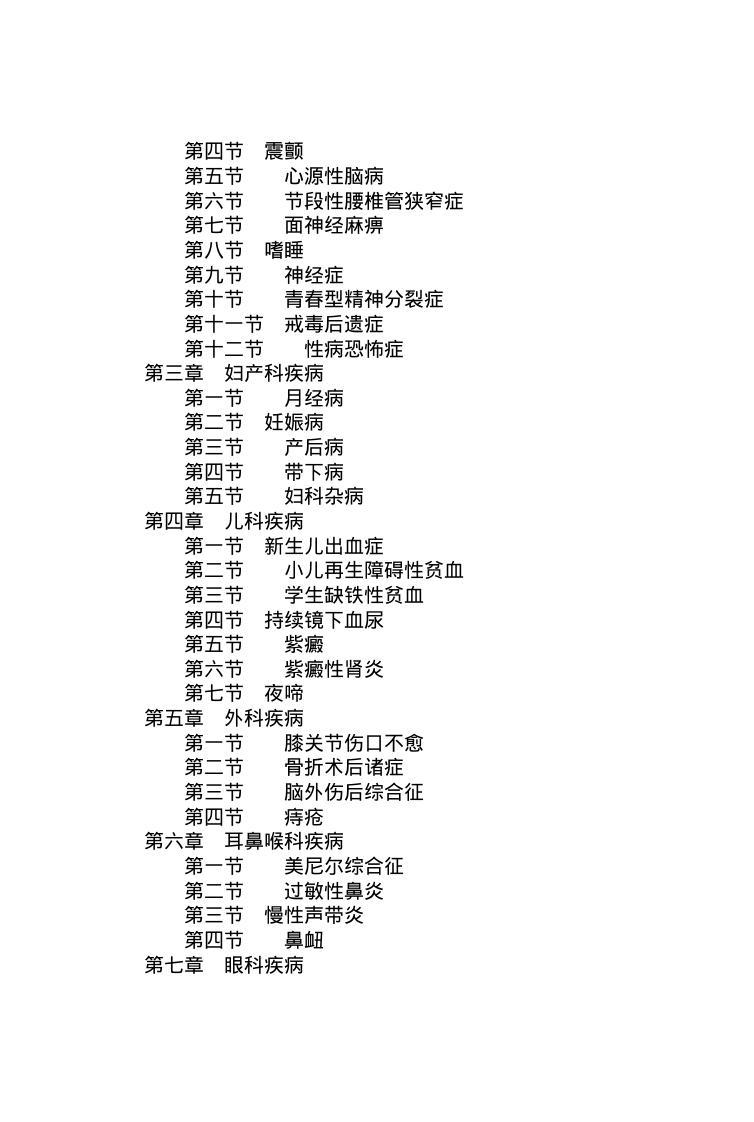 第四节　震颤
第五节　　心源性脑病
第六节　　节段性腰椎管狭窄症
第七节　　面神经麻痹
第八节　嗜睡
第九节　　神经症
第十节　　青春型精神分裂症
第十一节　戒毒后遗症
第十二节　　性病恐怖症
第三章　妇产科疾病
第一节　　月经病
第二节　妊娠病
第三节　　产后病
第四节　　带下病
第五节　　妇科杂病
第四章　儿科疾病
第一节　新生儿出血症
第二节　　小儿再生障碍性贫血
第三节　　学生缺铁性贫血
第四节　持续镜下血尿
第五节　　紫癜
第六节　　紫癜性肾炎
第七节　夜啼
第五章　外科疾病
第一节　　膝关节伤口不愈
第二节　　骨折术后诸症
第三节　　脑外伤后综合征
第四节　　痔疮
第六章　耳鼻喉科疾病
第一节　　美尼尔综合征
第二节　　过敏性鼻炎
第三节　慢性声带炎
第四节　　鼻衄
第七章　眼科疾病